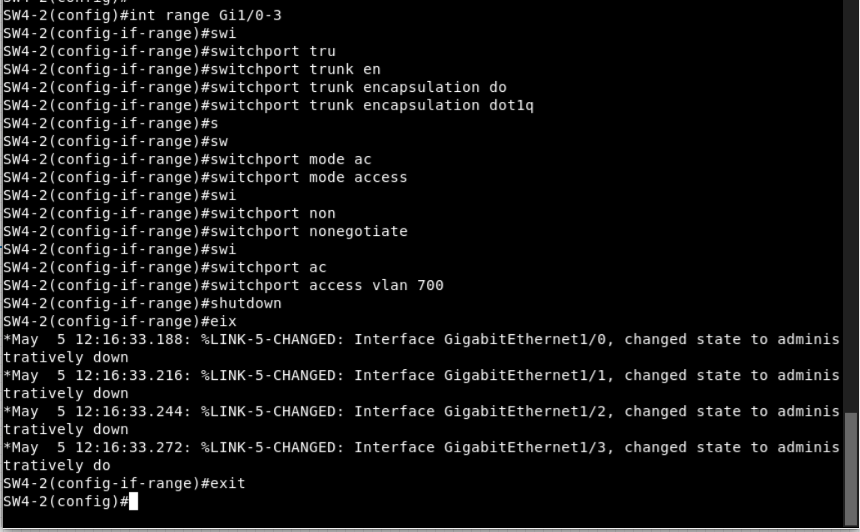 SW4-2(config)#int range Gi1/0-3
SW4-2(config-if-range)#swi
SW4-2(config-if-range)#switchport tru
SW4-2(config-if-range)#switchport trunk en
SW4-2(config-if-range)#switchport trunk encapsulation do
SW4-2(config-if-range)#switchport trunk encapsulation dot1q
SW4-2(config-if-range)#s
SW4-2(config-if-range)#sw
SW4-2(config-if-range)#switchport mode ac
SW4-2(config-if-range)#switchport mode access
SW4-2(config-if-range)#swi
SW4-2(config-if-range)#switchport non
SW4-2(config-if-range)#switchport nonegotiate
SW4-2(config-if-range)#swi
SW4-2(config-if-range)#switchport ac
SW4-2(config-if-range)#switchport access vlan 700
SW4-2(config-if-range)#shutdown
SW4-2(config-if-range)#eix
*May  5 12:16:33.188: %LINK-5-CHANGED: Interface GigabitEthernet1/0, changed state to adminis
tratively down
*May  5 12:16:33.216: %LINK-5-CHANGED: Interface GigabitEthernet1/1, changed state to adminis
tratively down
*May  5 12:16:33.244: %LINK-5-CHANGED: Interface GigabitEthernet1/2, changed state to adminis
tratively down
*May  5 12:16:33.272: %LINK-5-CHANGED: Interface GigabitEthernet1/3, changed state to adminis
tratively do
SW4-2(config-if-range)#exit
SW4-2(config)#